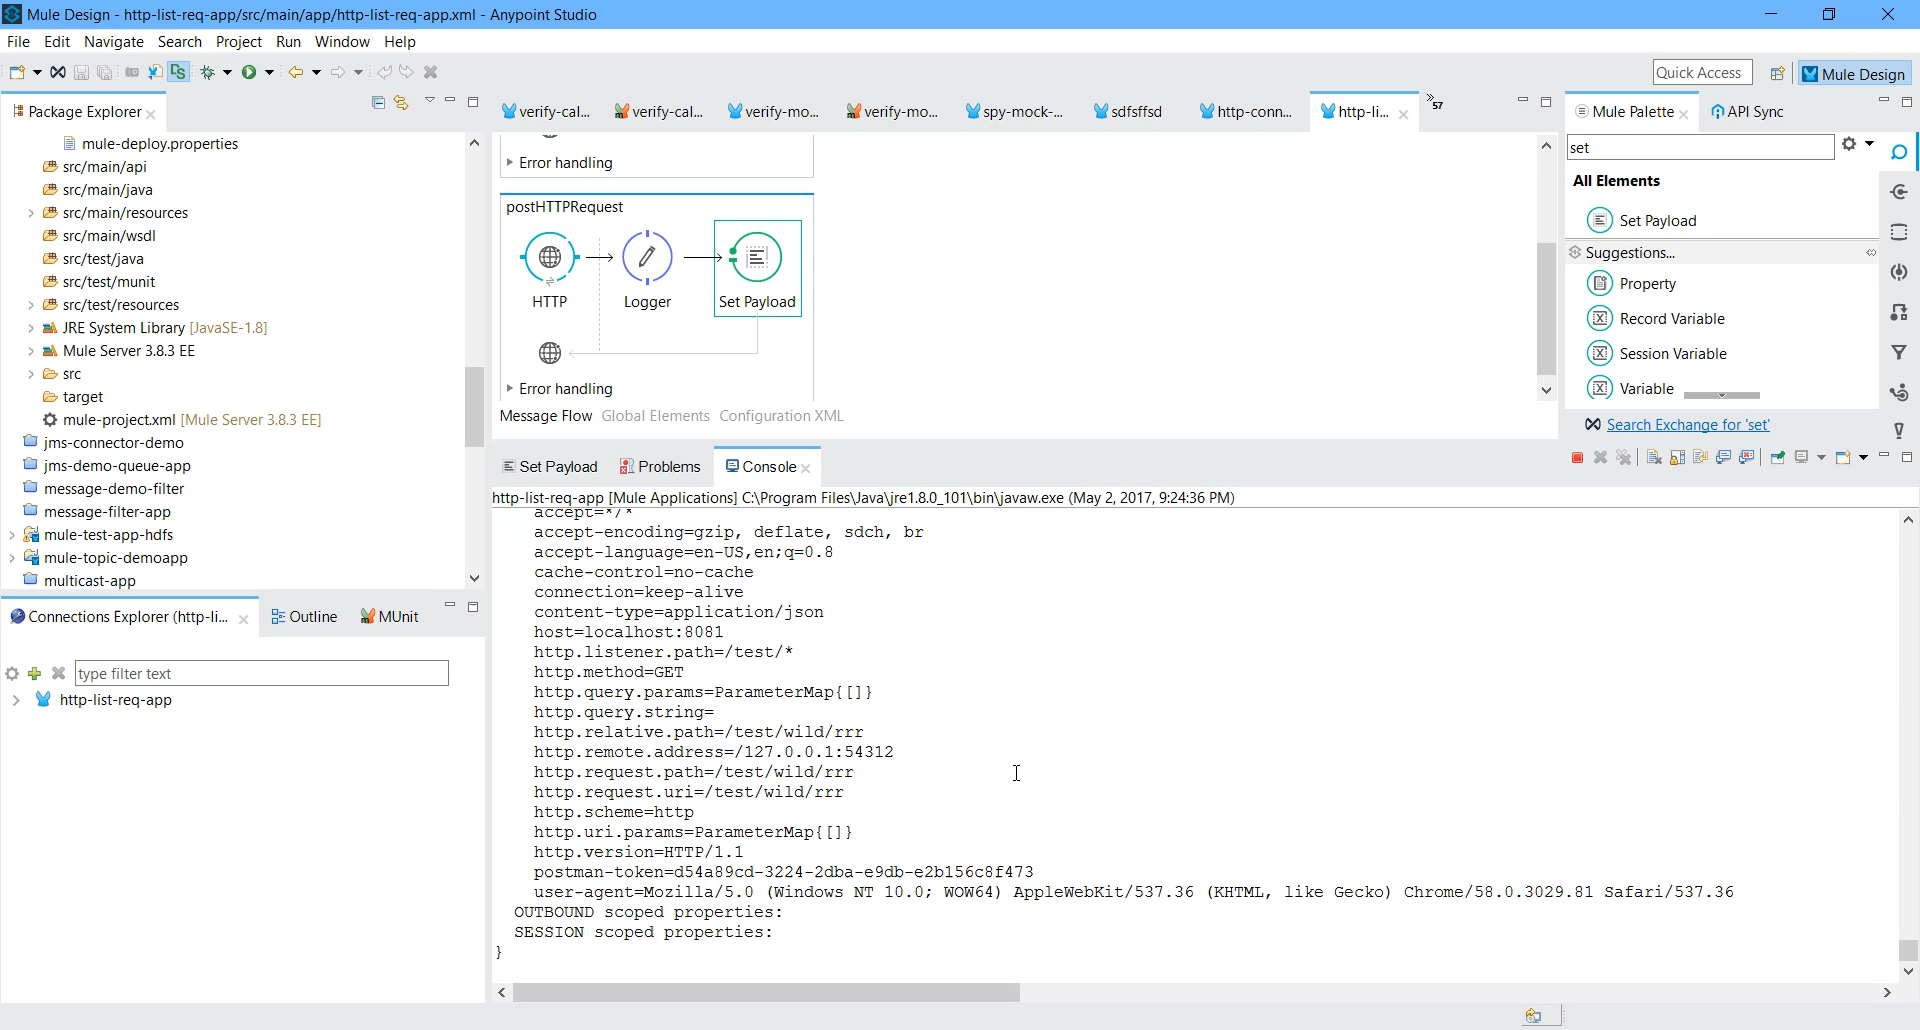 Mule Design - http-list-req-app/src/main/app/http-list-req-app.xml - Anypoint Studio
File Edit Navigate Search Project Run Window Help
Quick Access
Mule Design
Package Explorer
mule-deploy.properties
src/main/api
src/main/java
src/main/resources
src/main/wsdl
src/test/java
src/test/munit
src/test/resources
JRE System Library [JavaSE-1.8]
Mule Server 3.8.3 EE
src
target
mule-project.xml [Mule Server 3.8.3 EE]
jms-connector-demo
jms-demo-queue-app
message-demo-filter
message-filter-app
mule-test-app-hdfs
mule-topic-demoapp
multicast-app
Connections Explorer (http-li... Outline MUnit
type filter text
http-list-req-app
verify-cal... verify-cal... verify-mo... verify-mo... spy-mock-... sdfsffsd http-conn... http-li... »57
Error handling
postHTTPRequest
HTTP Logger Set Payload
Error handling
Message Flow Global Elements Configuration XML
Mule Palette API Sync
set
All Elements
Set Payload
Suggestions...
Property
Record Variable
Session Variable
Variable
Search Exchange for 'set'
Set Payload Problems Console
http-list-req-app [Mule Applications] C:\Program Files\Java\jre1.8.0_101\bin\javaw.exe (May 2, 2017, 9:24:36 PM)
accept=*/*
accept-encoding=gzip, deflate, sdch, br
accept-language=en-US,en;q=0.8
cache-control=no-cache
connection=keep-alive
content-type=application/json
host=localhost:8081
http.listener.path=/test/*
http.method=GET
http.query.params=ParameterMap{[]}
http.query.string=
http.relative.path=/test/wild/rrr
http.remote.address=/127.0.0.1:54312
http.request.path=/test/wild/rrr
http.request.uri=/test/wild/rrr
http.scheme=http
http.uri.params=ParameterMap{[]}
http.version=HTTP/1.1
postman-token=d54a89cd-3224-2dba-e9db-e2b156c8f473
user-agent=Mozilla/5.0 (Windows NT 10.0; WOW64) AppleWebKit/537.36 (KHTML, like Gecko) Chrome/58.0.3029.81 Safari/537.36
OUTBOUND scoped properties:
SESSION scoped properties:
}